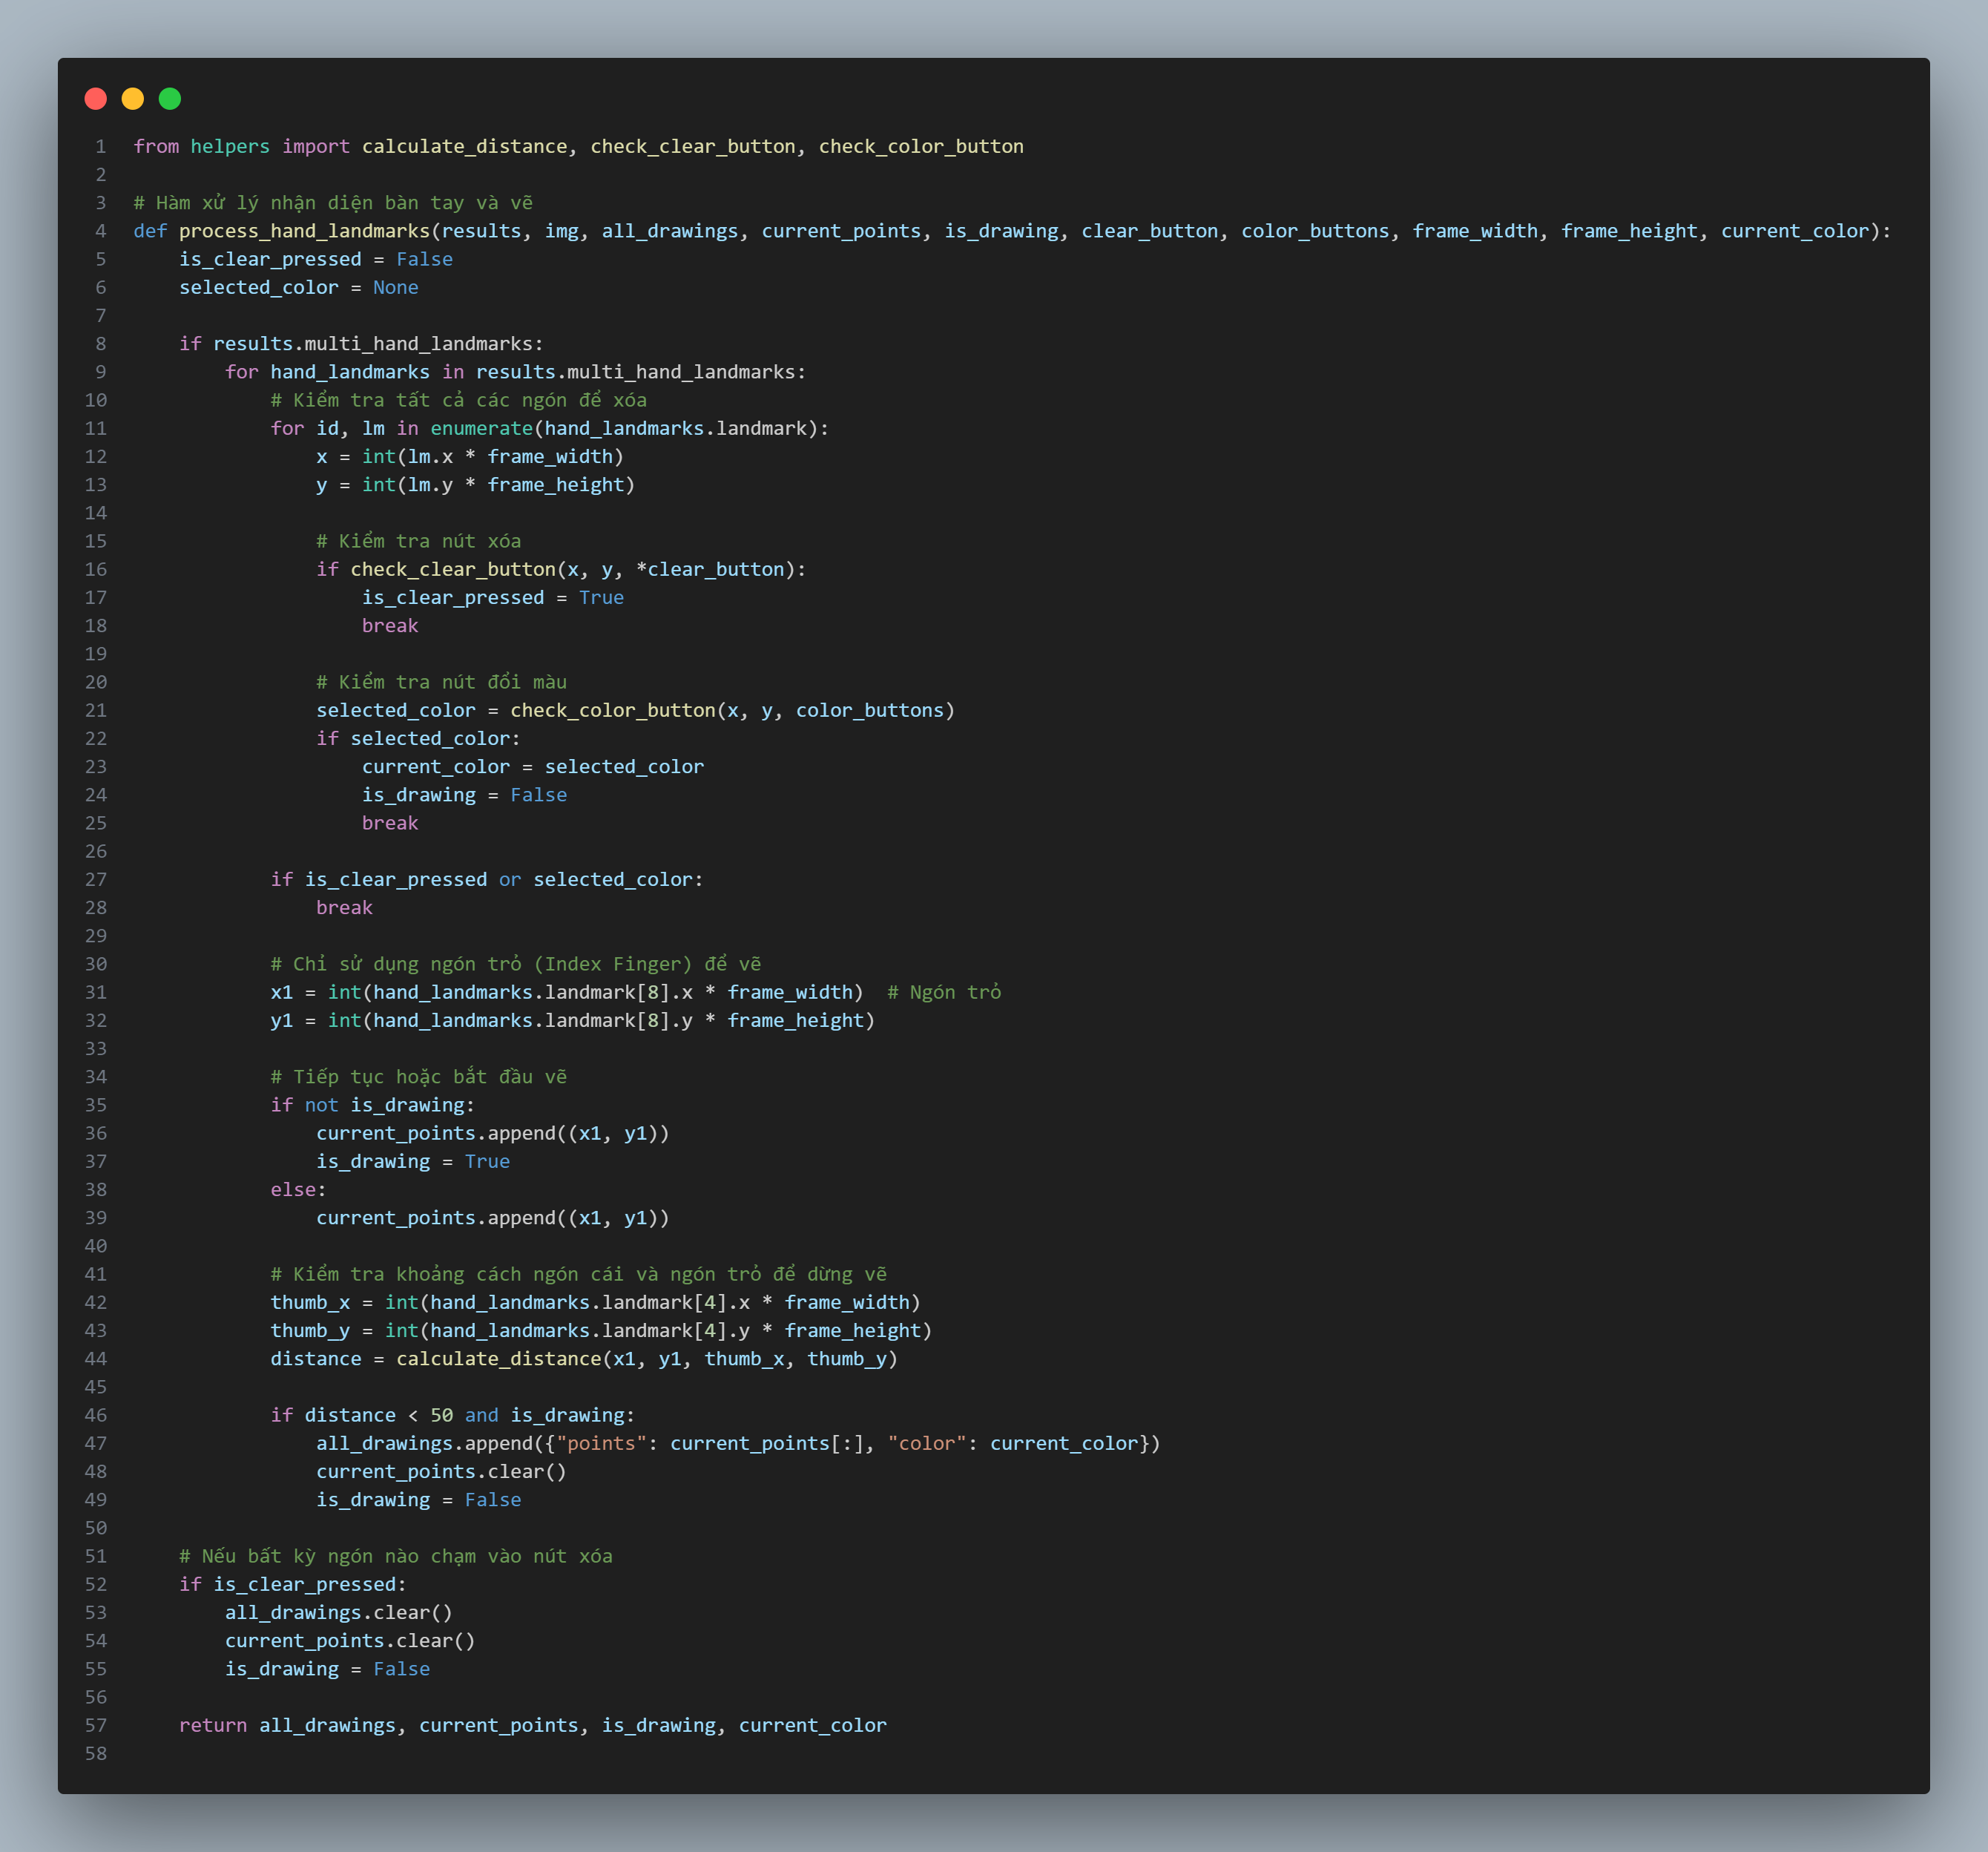 1 from helpers import calculate_distance, check_clear_button, check_color_button
2
3 # Hàm xử lý nhận diện bàn tay và vẽ
4 def process_hand_landmarks(results, img, all_drawings, current_points, is_drawing, clear_button, color_buttons, frame_width, frame_height, current_color):
5     is_clear_pressed = False
6     selected_color = None
7
8     if results.multi_hand_landmarks:
9         for hand_landmarks in results.multi_hand_landmarks:
10             # Kiểm tra tất cả các ngón để xóa
11             for id, lm in enumerate(hand_landmarks.landmark):
12                 x = int(lm.x * frame_width)
13                 y = int(lm.y * frame_height)
14
15                 # Kiểm tra nút xóa
16                 if check_clear_button(x, y, *clear_button):
17                     is_clear_pressed = True
18                     break
19
20                 # Kiểm tra nút đổi màu
21                 selected_color = check_color_button(x, y, color_buttons)
22                 if selected_color:
23                     current_color = selected_color
24                     is_drawing = False
25                     break
26
27             if is_clear_pressed or selected_color:
28                 break
29
30             # Chỉ sử dụng ngón trỏ (Index Finger) để vẽ
31             x1 = int(hand_landmarks.landmark[8].x * frame_width)  # Ngón trỏ
32             y1 = int(hand_landmarks.landmark[8].y * frame_height)
33
34             # Tiếp tục hoặc bắt đầu vẽ
35             if not is_drawing:
36                 current_points.append((x1, y1))
37                 is_drawing = True
38             else:
39                 current_points.append((x1, y1))
40
41             # Kiểm tra khoảng cách ngón cái và ngón trỏ để dừng vẽ
42             thumb_x = int(hand_landmarks.landmark[4].x * frame_width)
43             thumb_y = int(hand_landmarks.landmark[4].y * frame_height)
44             distance = calculate_distance(x1, y1, thumb_x, thumb_y)
45
46             if distance < 50 and is_drawing:
47                 all_drawings.append({"points": current_points[:], "color": current_color})
48                 current_points.clear()
49                 is_drawing = False
50
51     # Nếu bất kỳ ngón nào chạm vào nút xóa
52     if is_clear_pressed:
53         all_drawings.clear()
54         current_points.clear()
55         is_drawing = False
56
57     return all_drawings, current_points, is_drawing, current_color
58